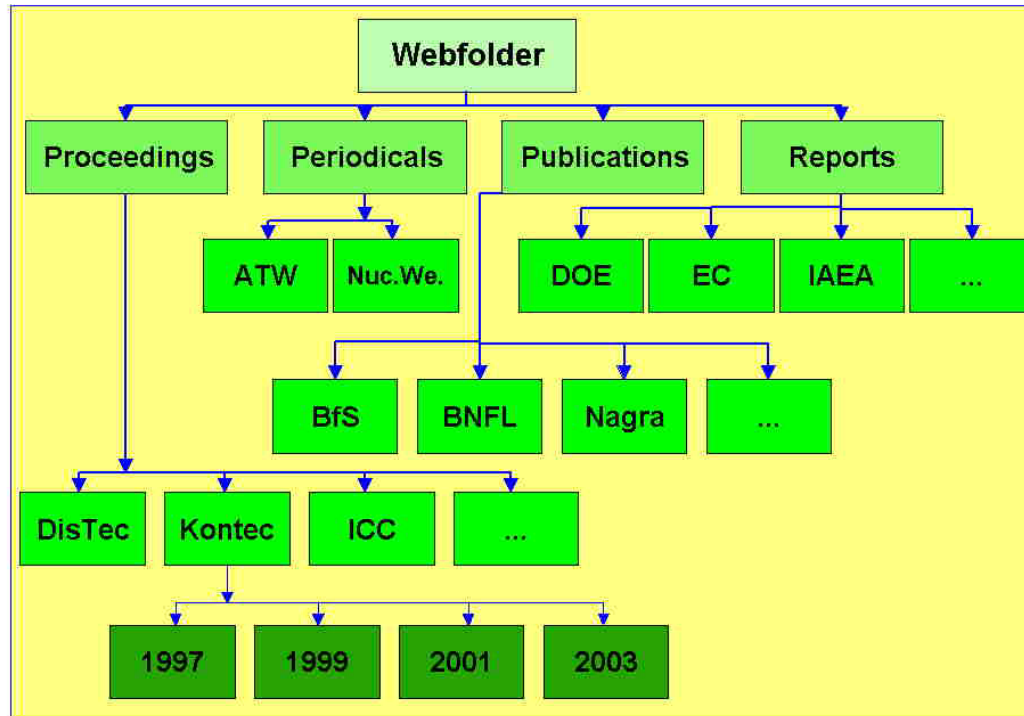 Webfolder
Proceedings
Periodicals
Publications
Reports
ATW
Nuc.We.
DOE
EC
IAEA
...
BfS
BNFL
Nagra
...
DisTec
Kontec
ICC
...
1997
1999
2001
2003